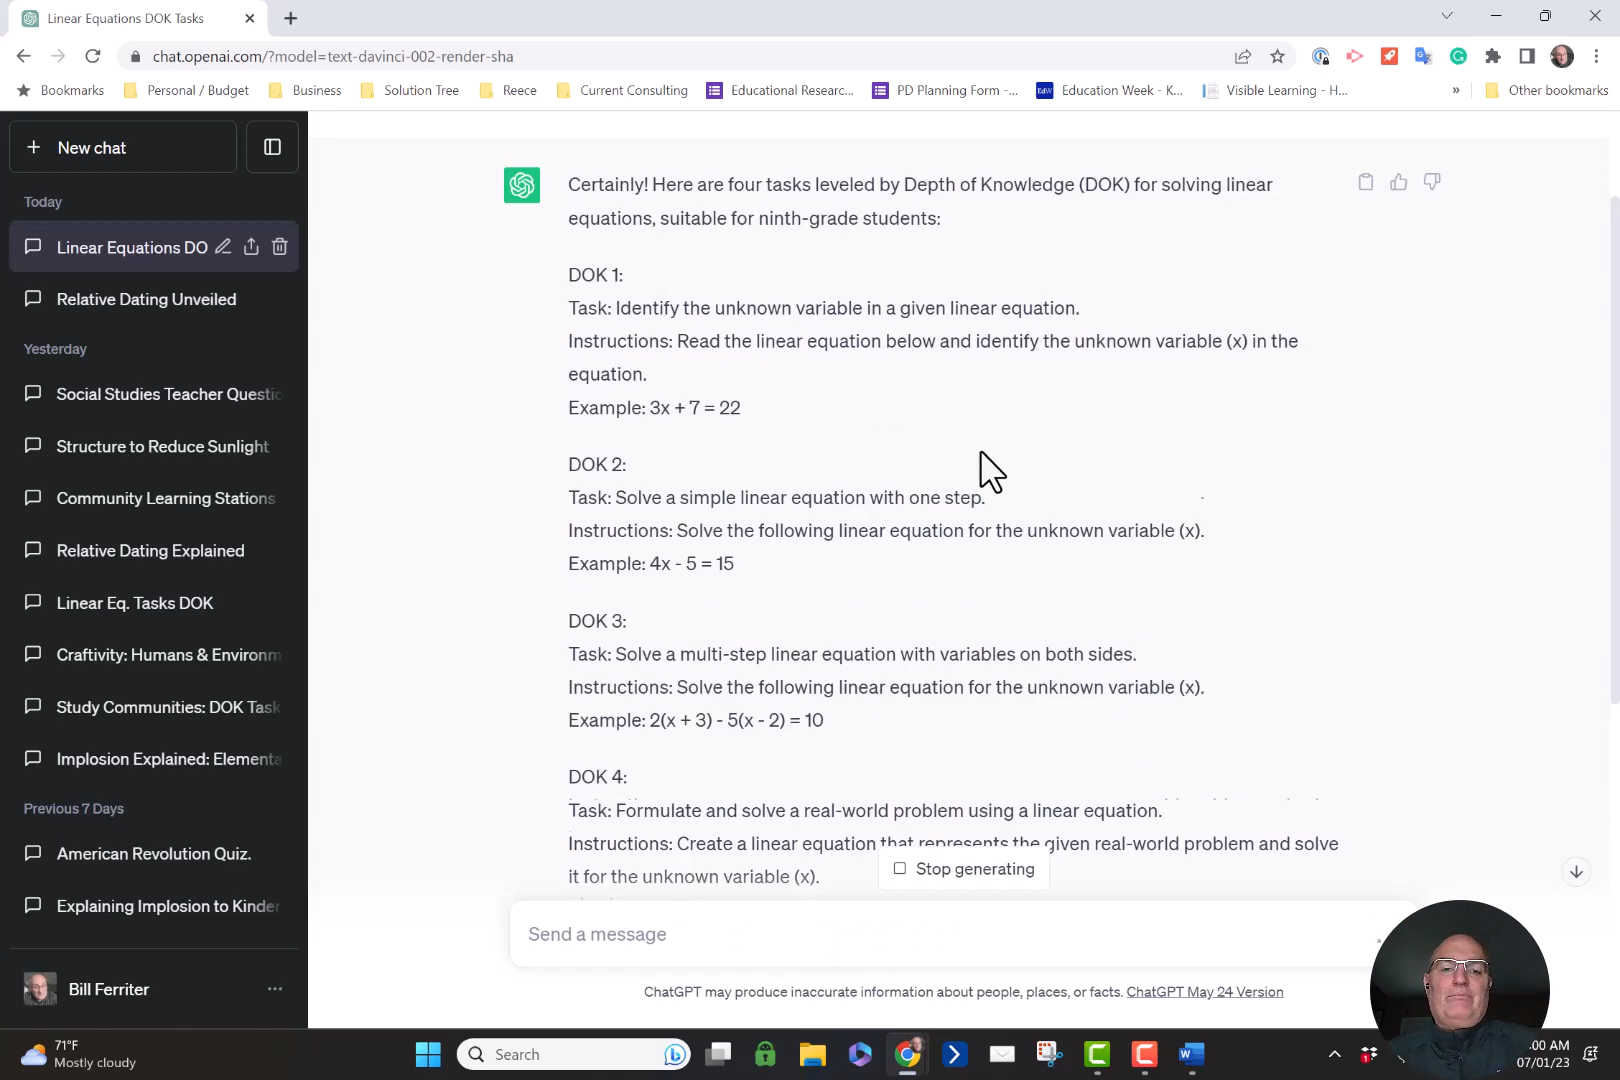 Linear Equations DOK Tasks
chat.openai.com/?model=text-davinci-002-render-sha
Bookmarks
Personal / Budget
Business
Solution Tree
Reece
Current Consulting
Educational Researc...
PD Planning Form -...
EdW
Education Week - K...
Visible Learning - H...
»
Other bookmarks
New chat
Today
Linear Equations DO
Relative Dating Unveiled
Yesterday
Social Studies Teacher Questio
Structure to Reduce Sunlight
Community Learning Stations
Relative Dating Explained
Linear Eq. Tasks DOK
Craftivity: Humans & Environm
Study Communities: DOK Task
Implosion Explained: Elementa
Previous 7 Days
American Revolution Quiz.
Explaining Implosion to Kinder
Bill Ferriter
Certainly! Here are four tasks leveled by Depth of Knowledge (DOK) for solving linear
equations, suitable for ninth-grade students:
DOK 1:
Task: Identify the unknown variable in a given linear equation.
Instructions: Read the linear equation below and identify the unknown variable (x) in the
equation.
Example: 3x + 7 = 22
DOK 2:
Task: Solve a simple linear equation with one step.
Instructions: Solve the following linear equation for the unknown variable (x).
Example: 4x - 5 = 15
DOK 3:
Task: Solve a multi-step linear equation with variables on both sides.
Instructions: Solve the following linear equation for the unknown variable (x).
Example: 2(x + 3) - 5(x - 2) = 10
DOK 4:
Task: Formulate and solve a real-world problem using a linear equation.
Instructions: Create a linear equation that represents the given real-world problem and solve
it for the unknown variable (x).
Stop generating
Send a message
ChatGPT may produce inaccurate information about people, places, or facts. ChatGPT May 24 Version
71°F
Mostly cloudy
Search
1
:00 AM
07/01/23